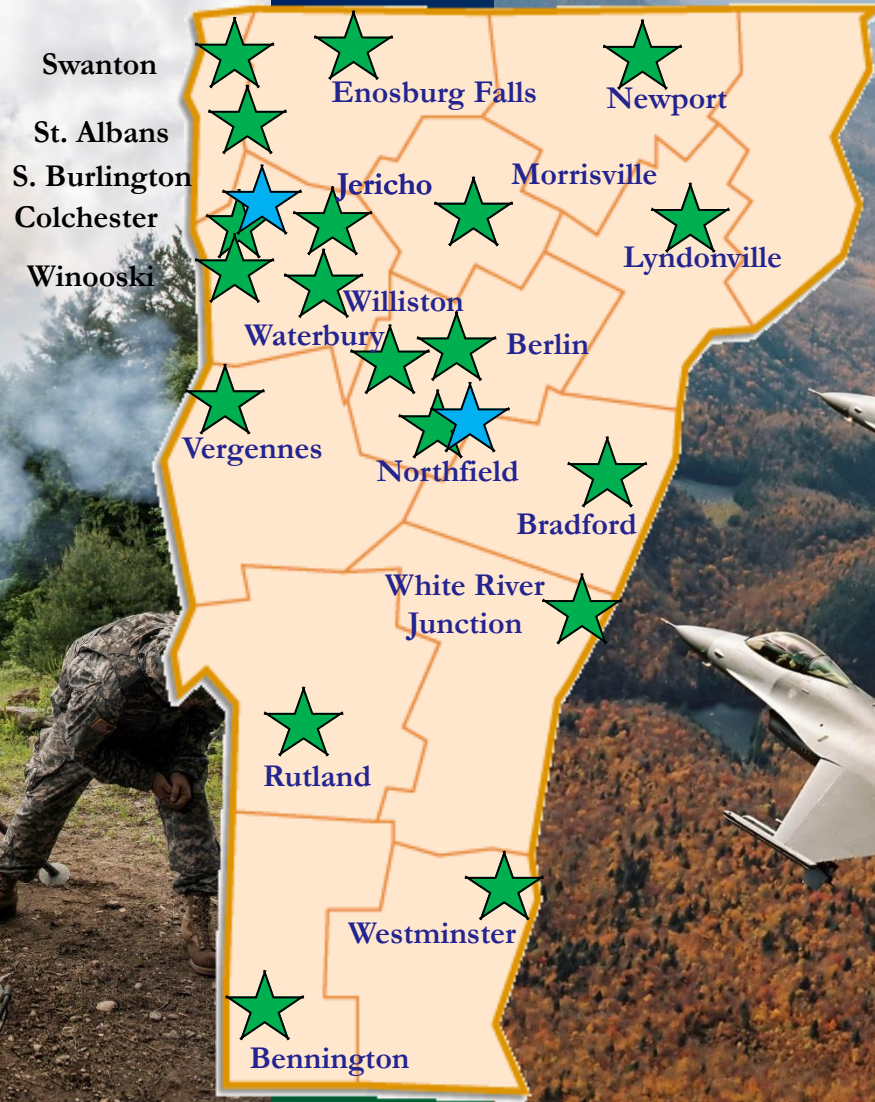 Swanton
Enosburg Falls
Newport
St. Albans
S. Burlington
Jericho
Morrisville
Colchester
Lyndonville
Winooski
Williston
Waterbury
Berlin
Vergennes
Northfield
Bradford
White River
Junction
Rutland
Westminster
Bennington